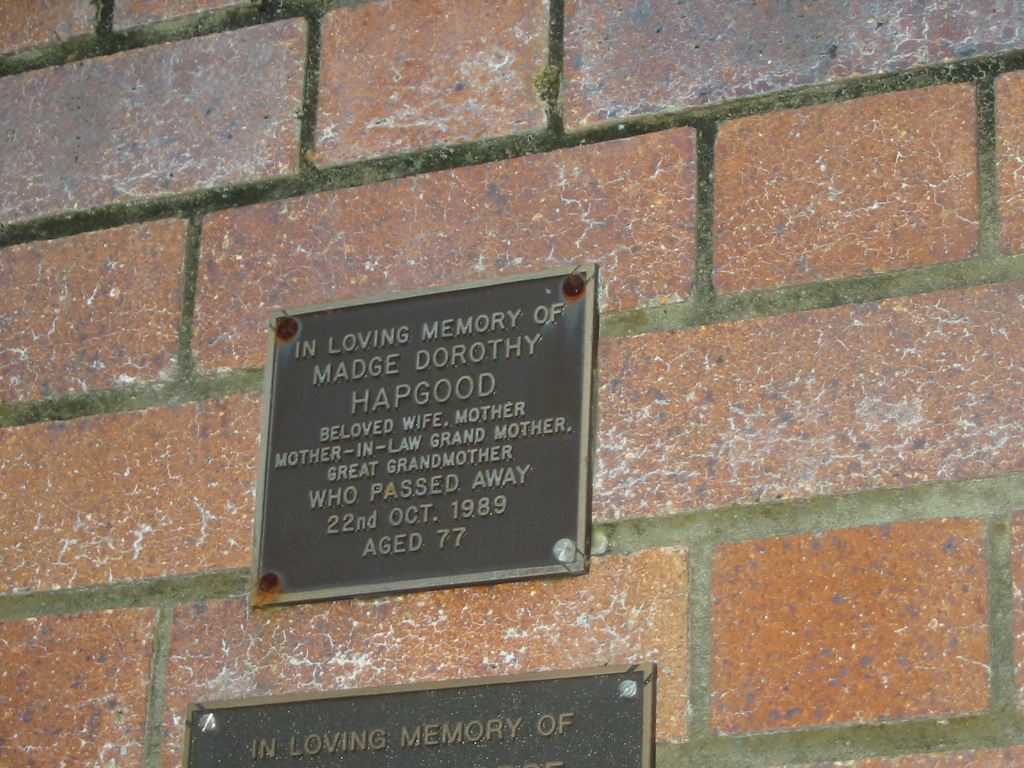 IN LOVING MEMORY OF
MADGE DOROTHY
HAPGOOD
BELOVED WIFE, MOTHER
MOTHER-IN-LAW GRAND MOTHER,
GREAT GRANDMOTHER
WHO PASSED AWAY
22nd OCT. 1989
AGED 77
IN LOVING MEMORY OF